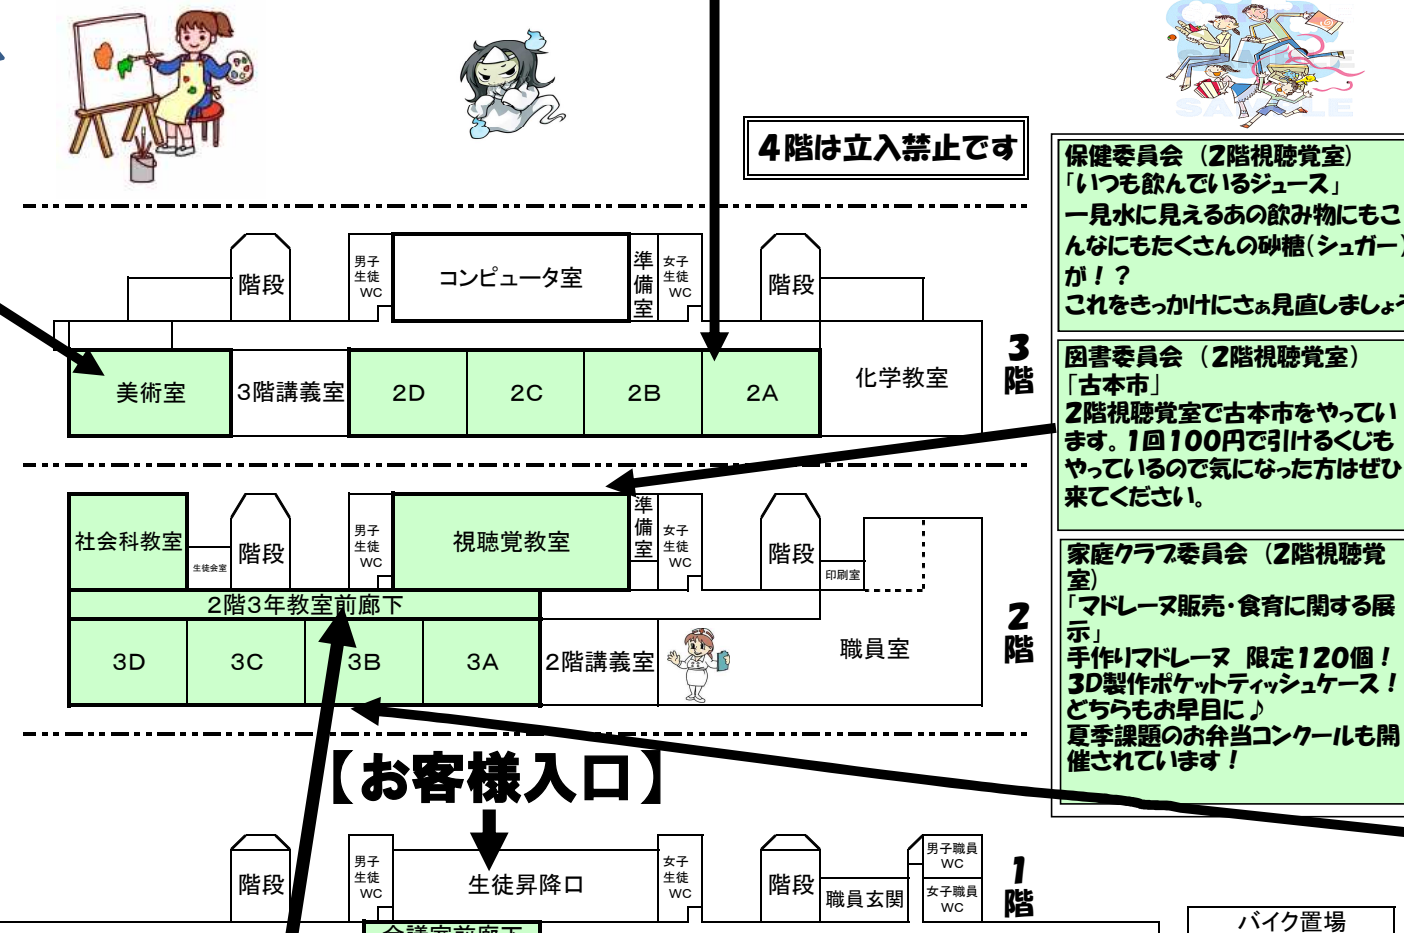 SAMPLE
4階は立入禁止です
保健委員会 (2階視聴覚室)
「いつも飲んでいるジュース」
一見水に見えるあの飲み物にもこ
んなにもたくさんの砂糖(シュガー)
が!?
これをきっかけにさぁ見直しましょう
図書委員会 (2階視聴覚室)
「古本市」
2階視聴覚室で古本市をやってい
ます。1回100円で引けるくじも
やっているので気になった方はぜひ
来てください。
家庭クラブ委員会 (2階視聴覚
室)
「マドレーヌ販売・食育に関する展
示」
手作りマドレーヌ 限定120個!
3D製作ポケットティッシュケース!
どちらもお早目に♪
夏季課題のお弁当コンクールも開
催されています!
階段
男子
生徒
WC
コンピュータ室
準
備
室
女子
生徒
WC
階段
美術室
3階講義室
2D
2C
2B
2A
化学教室
3
階
社会科教室
生徒会室
階段
男子
生徒
WC
視聴覚教室
準
備
室
女子
生徒
WC
階段
印刷室
2階3年教室前廊下
3D
3C
3B
3A
2階講義室
職員室
2
階
【お客様入口】
階段
男子
生徒
WC
生徒昇降口
女子
生徒
WC
階段
職員玄関
男子職員
WC
女子職員
WC
1
階
会議室前廊下
バイク置場